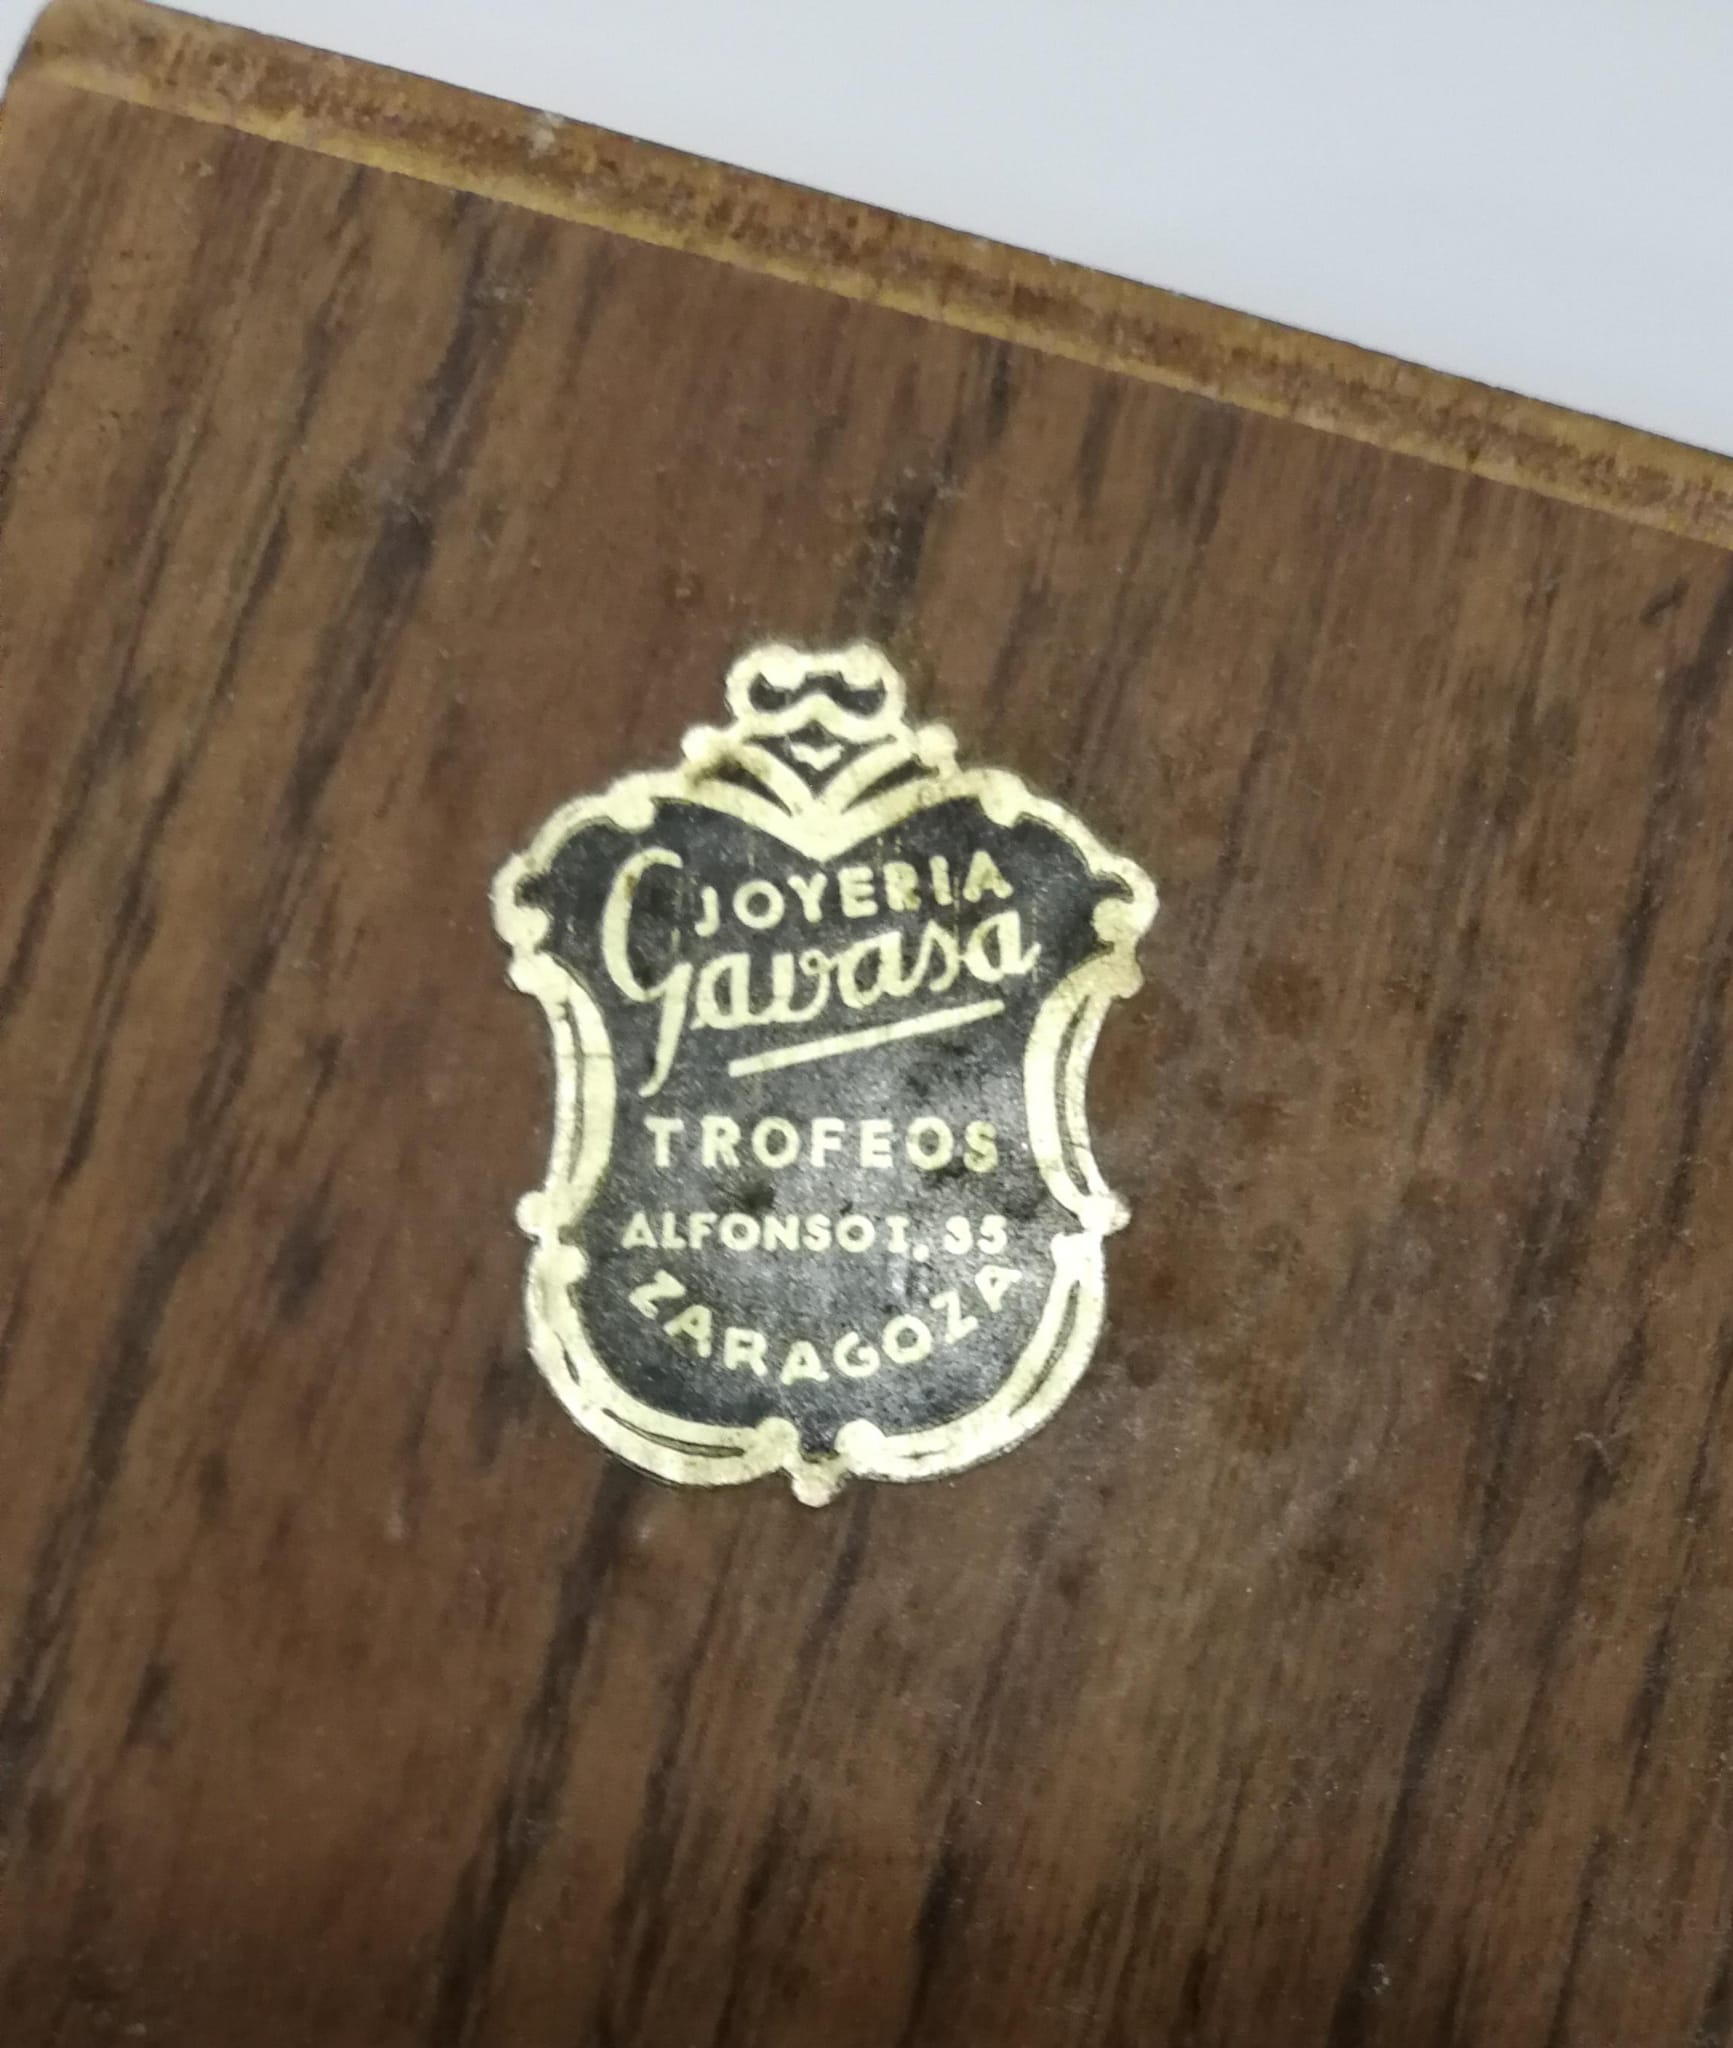 JOYERIA
Gavasa
TROFEOS
ALFONSO I, 35
ZARAGOZA